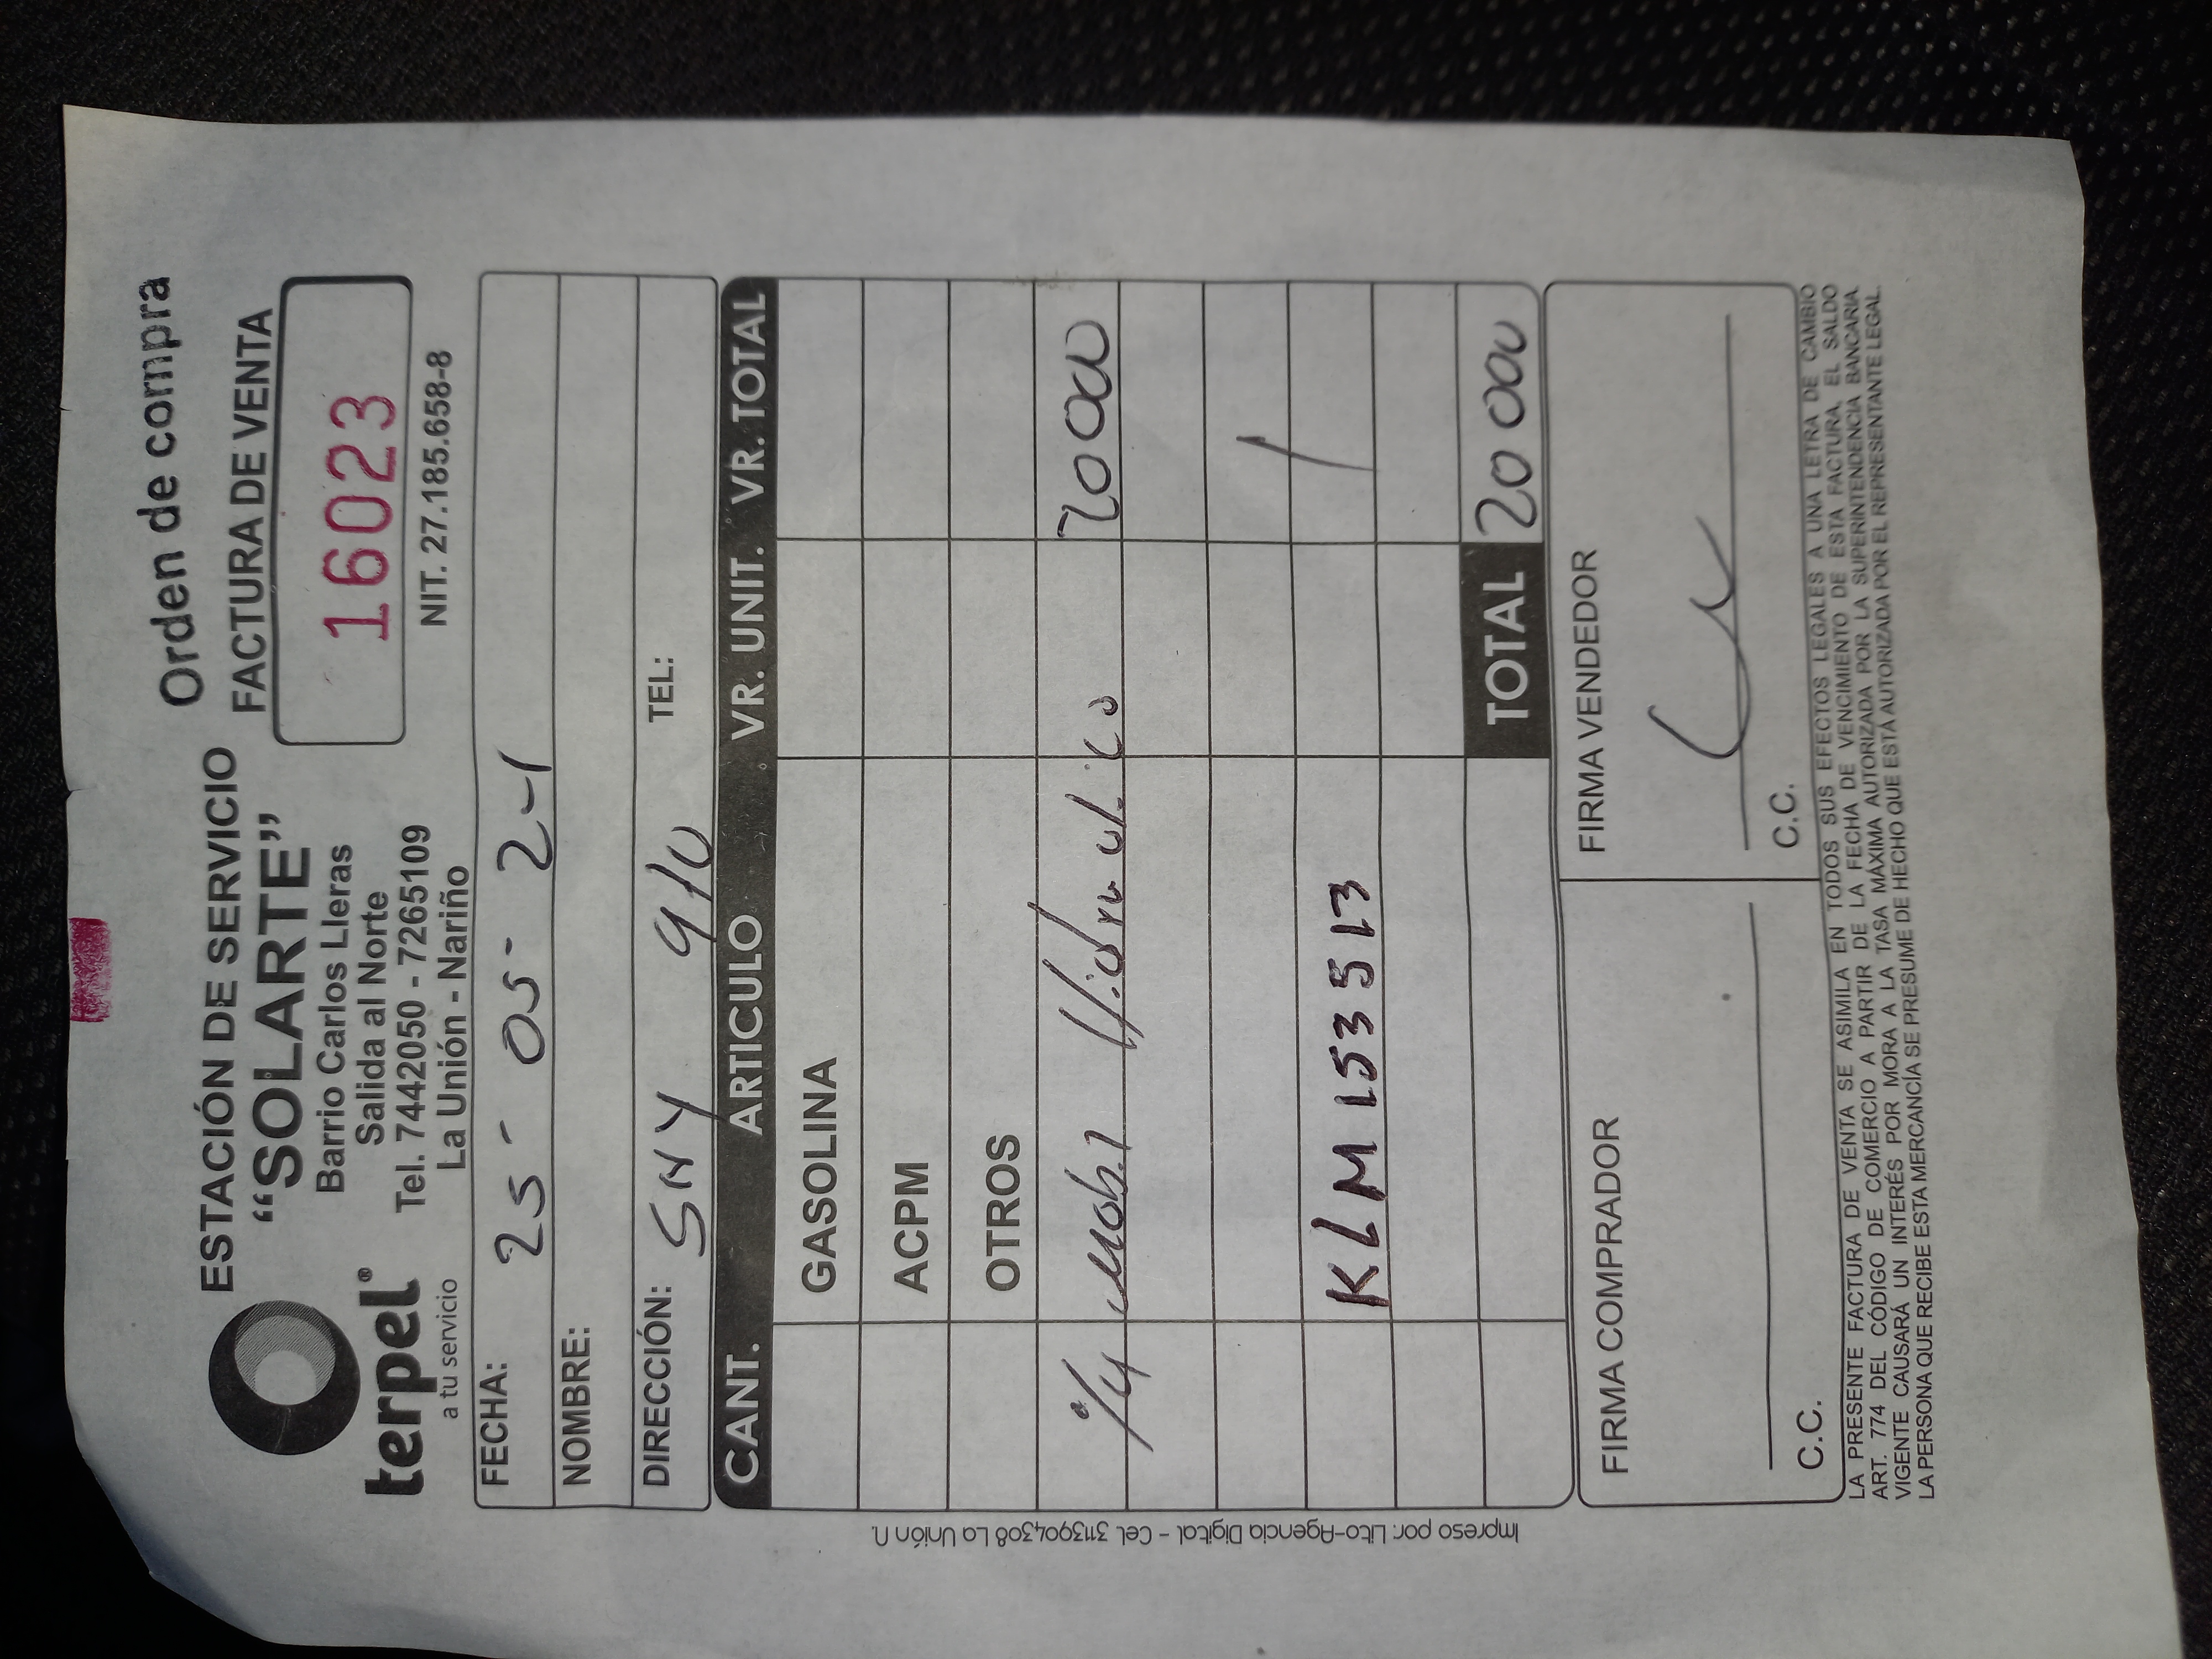 Orden de compra
ESTACIÓN DE SERVICIO
"SOLARTE"
Barrio Carlos Lleras
Salida al Norte
Tel. 7442050 - 7265109
La Unión - Nariño
terpel®
a tu servicio
FACTURA DE VENTA
16023
NIT. 27.185.658-8
FECHA: 25-05-21
NOMBRE:
DIRECCIÓN: SNY 910 TEL:
CANT. ARTICULO VR. UNIT. VR. TOTAL
GASOLINA
ACPM
OTROS
1/4 Mobil Hidraulico 20000
KLM 153513
TOTAL 20 000
FIRMA COMPRADOR
C.C.
FIRMA VENDEDOR
C.C.
LA PRESENTE FACTURA DE VENTA SE ASIMILA EN TODOS SUS EFECTOS LEGALES A UNA LETRA DE CAMBIO
ART. 774 DEL CÓDIGO DE COMERCIO A PARTIR DE LA FECHA DE VENCIMIENTO DE ESTA FACTURA, EL SALDO
VIGENTE CAUSARÁ UN INTERÉS POR MORA A LA TASA MÁXIMA AUTORIZADA POR LA SUPERINTENDENCIA BANCARIA.
LA PERSONA QUE RECIBE ESTA MERCANCÍA SE PRESUME DE HECHO QUE ESTÁ AUTORIZADA POR EL REPRESENTANTE LEGAL.
Impreso por: Lito-Agencia Digital - Cel. 3113904308 La Unión N.